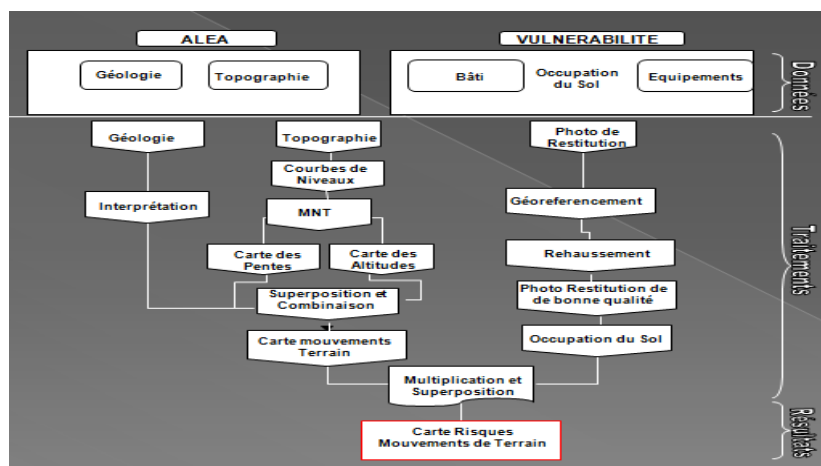 ALEA
VULNERABILITE
Géologie
Topographie
Bâti
Occupation
du Sol
Equipements
Données
Géologie
Topographie
Photo de
Restitution
Courbes de
Niveaux
Interprétation
MNT
Géoreferencement
Carte des
Pentes
Carte des
Altitudes
Rehaussement
Traitements
Superposition et
Combinaison
Photo Restitution de
de bonne qualité
Carte mouvements
Terrain
Occupation du Sol
Multiplication et
Superposition
Carte Risques
Mouvements de Terrain
Résultats